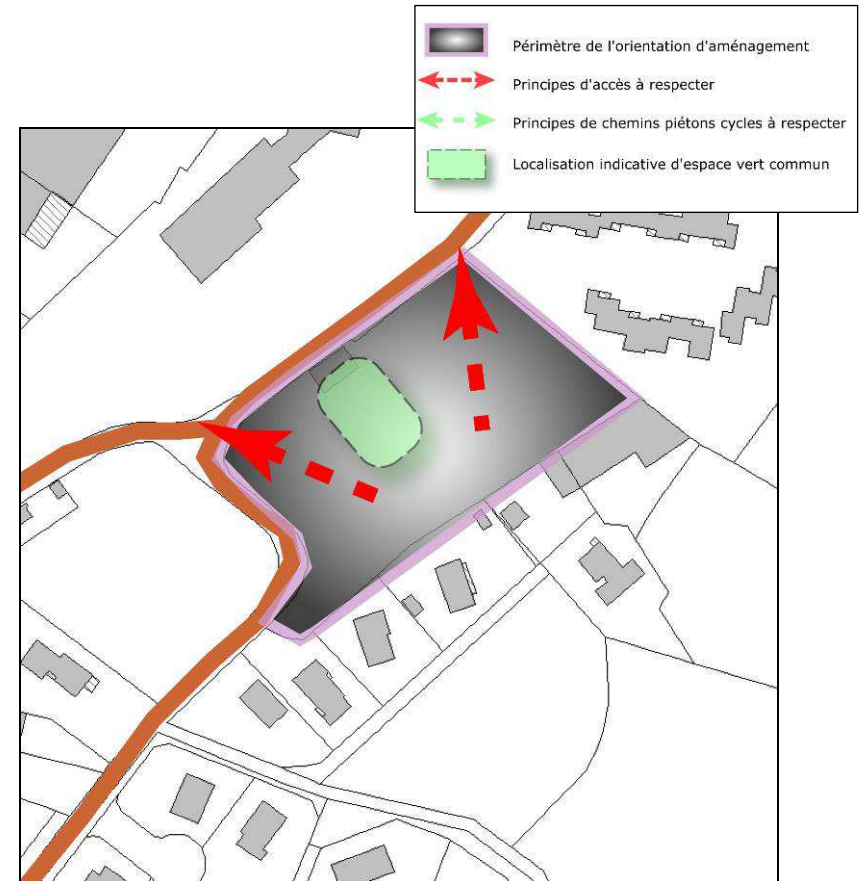 Périmètre de l'orientation d'aménagement
Principes d'accès à respecter
Principes de chemins piétons cycles à respecter
Localisation indicative d'espace vert commun